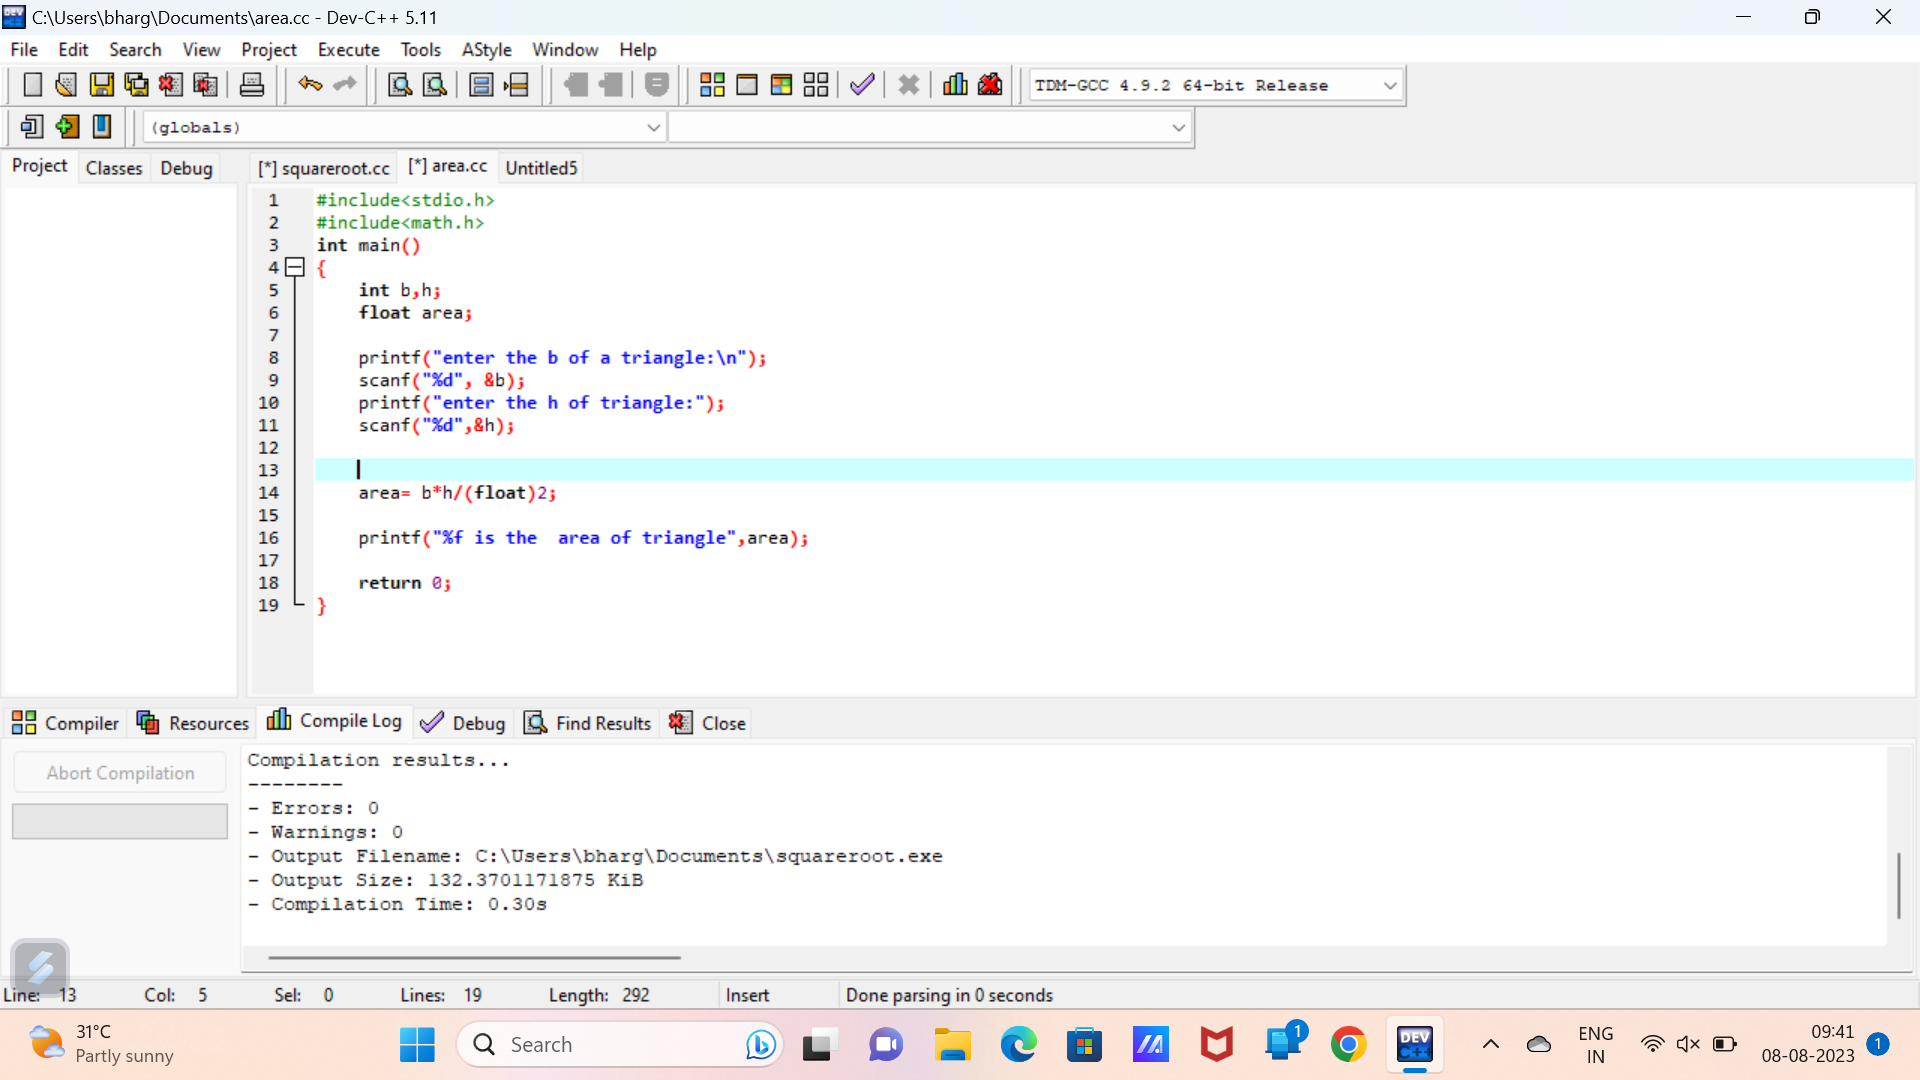 C:\Users\bharg\Documents\area.cc - Dev-C++ 5.11
File Edit Search View Project Execute Tools AStyle Window Help
TDM-GCC 4.9.2 64-bit Release
(globals)
Project Classes Debug [*] squareroot.cc [*] area.cc Untitled5
1 #include<stdio.h>
2 #include<math.h>
3 int main()
4 {
5 int b,h;
6 float area;
7
8 printf("enter the b of a triangle:\n");
9 scanf("%d", &b);
10 printf("enter the h of triangle:");
11 scanf("%d",&h);
12
13
14 area= b*h/(float)2;
15
16 printf("%f is the  area of triangle",area);
17
18 return 0;
19 }
Compiler Resources Compile Log Debug Find Results Close
Abort Compilation
Compilation results...
--------
- Errors: 0
- Warnings: 0
- Output Filename: C:\Users\bharg\Documents\squareroot.exe
- Output Size: 132.3701171875 KiB
- Compilation Time: 0.30s
Line: 13 Col: 5 Sel: 0 Lines: 19 Length: 292 Insert Done parsing in 0 seconds
31°C
Partly sunny
Search
1
DEV
C++
ENG
IN
09:41
08-08-2023
1